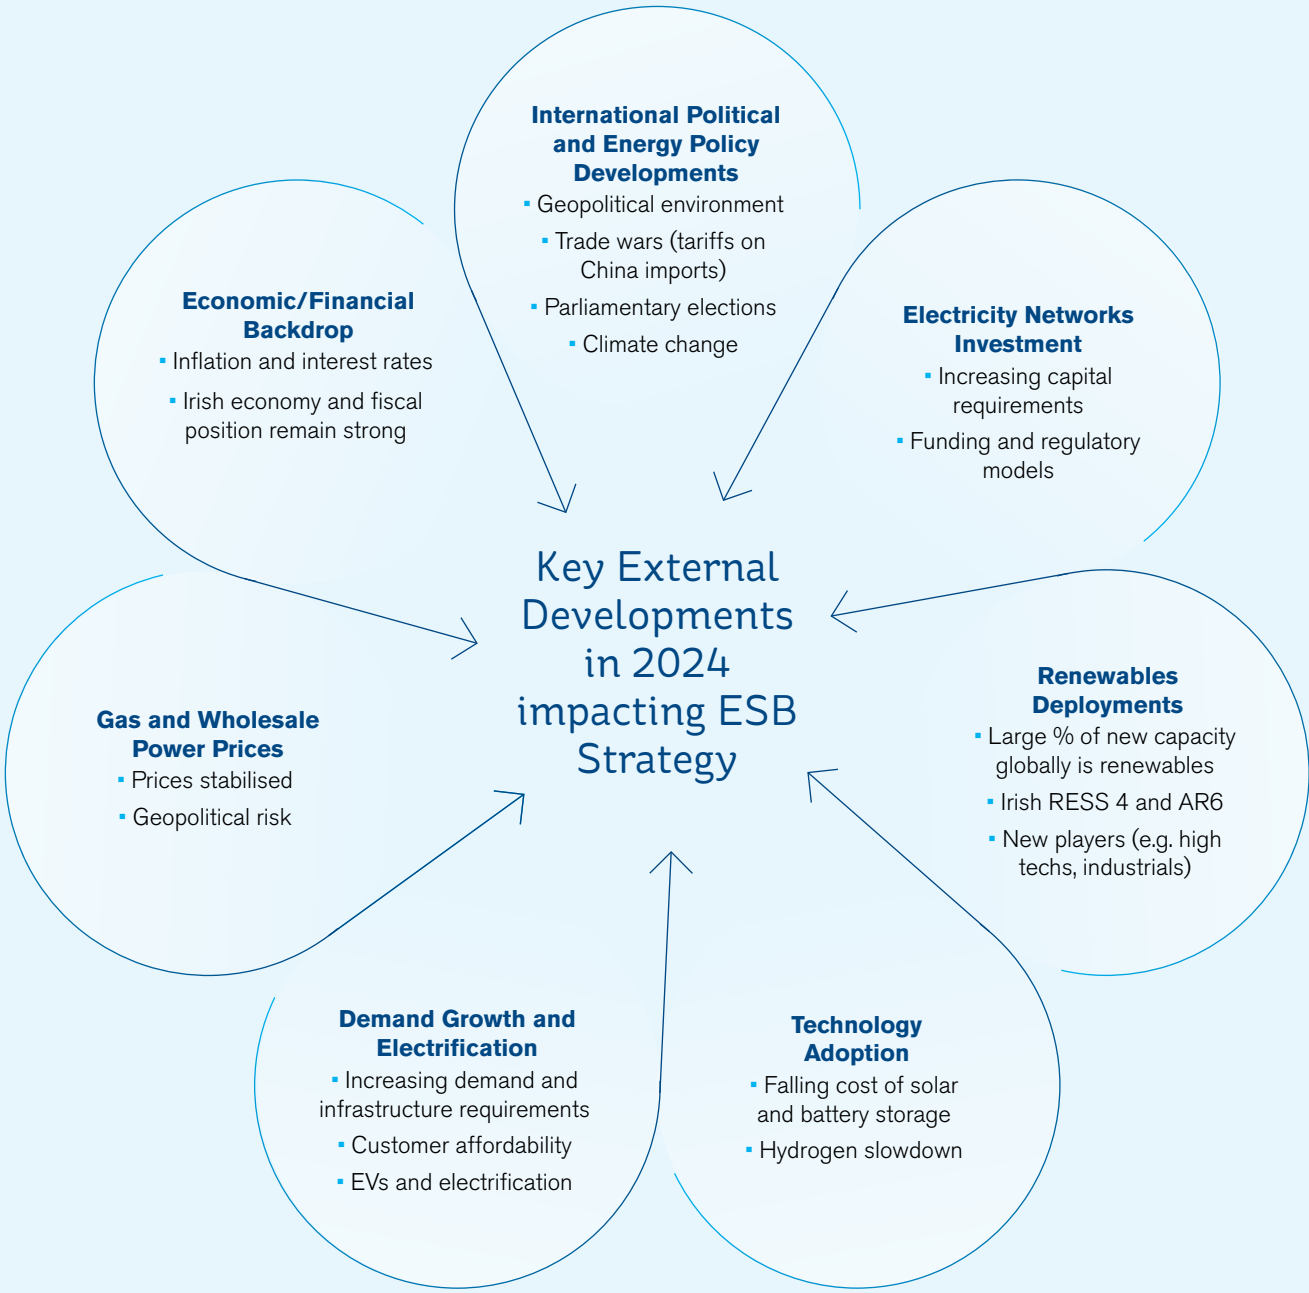 International Political
and Energy Policy
Developments
▪ Geopolitical environment
▪ Trade wars (tariffs on
China imports)
▪ Parliamentary elections
▪ Climate change
Electricity Networks
Investment
▪ Increasing capital
requirements
▪ Funding and regulatory
models
Renewables
Deployments
▪ Large % of new capacity
globally is renewables
▪ Irish RESS 4 and AR6
▪ New players (e.g. high
techs, industrials)
Technology
Adoption
▪ Falling cost of solar
and battery storage
▪ Hydrogen slowdown
Demand Growth and
Electrification
▪ Increasing demand and
infrastructure requirements
▪ Customer affordability
▪ EVs and electrification
Gas and Wholesale
Power Prices
▪ Prices stabilised
▪ Geopolitical risk
Economic/Financial
Backdrop
▪ Inflation and interest rates
▪ Irish economy and fiscal
position remain strong
Key External
Developments
in 2024
impacting ESB
Strategy